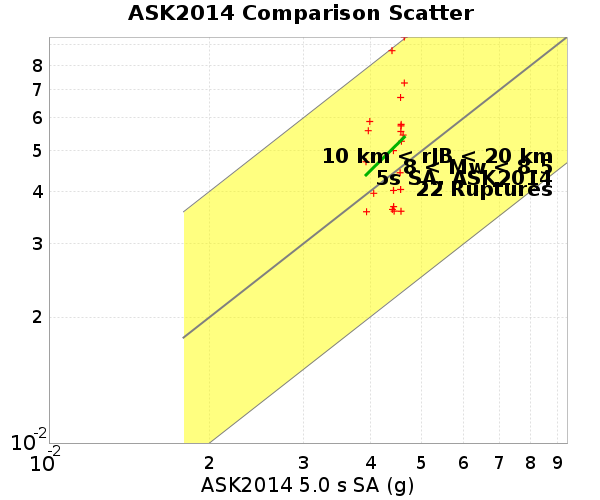 ASK2014 Comparison Scatter
8
7
6
5
4
3
2
10-2
10-2
2 3 4 5 6 7 8 9
10 km < rJB < 20 km
8 < Mw < 8.5
5s SA, ASK2014
22 Ruptures
ASK2014 5.0 s SA (g)